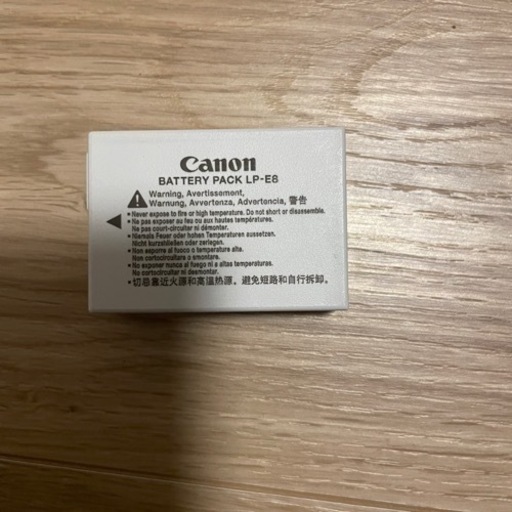 Canon
BATTERY PACK LP-E8
Warning, Avertissement,
Warnung, Avvertenza, Advertencia, 警告
• Never expose to fire or high temperature. Do not short or disassemble.
• Ne pas exposer au feu ou aux hautes températures.
Ne pas court-circuiter ni démonter.
• Niemals Feuer oder hohen Temperaturen aussetzen.
Nicht kurzschließen oder zerlegen.
• Non esporre al fuoco o temperature alte.
Non cortocircuitare o smontare.
• No exponer nunca al fuego ni a altas temperaturas.
No cortocircuitar ni desmontar.
• 切忌靠近火源和高温热源。避免短路和自行拆卸。